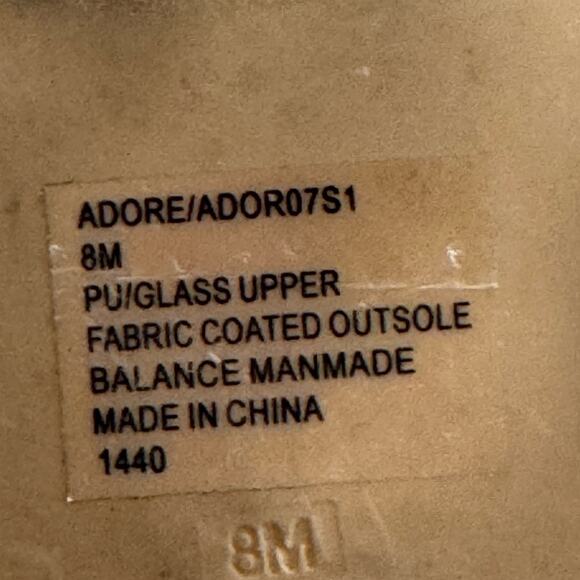 ADORE/ADOR07S1
8M
PU/GLASS UPPER
FABRIC COATED OUTSOLE
BALANCE MANMADE
MADE IN CHINA
1440
8M